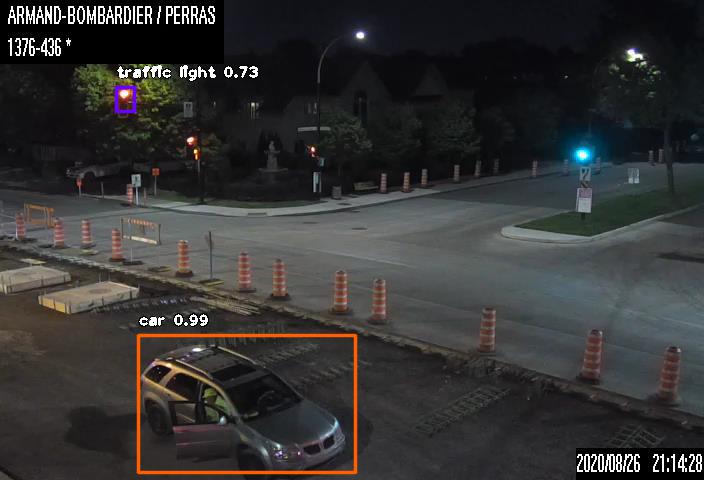 ARMAND-BOMBARDIER / PERRAS
1376-436 *
traffic light 0.73
car 0.99
2020/08/26 21:14:28